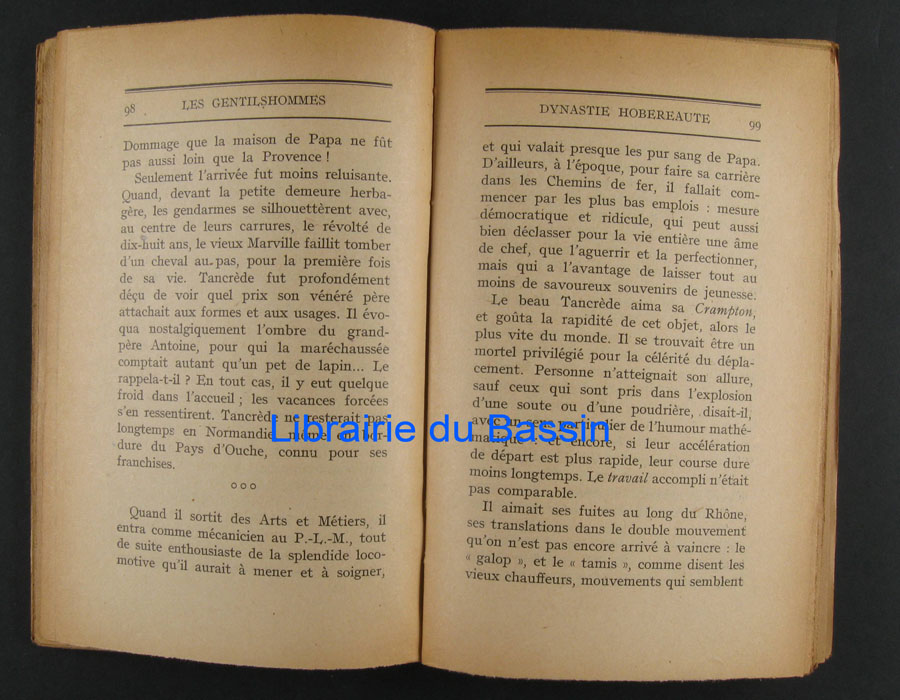 98 LES GENTILSHOMMES
Dommage que la maison de Papa ne fût
pas aussi loin que la Provence !
Seulement l'arrivée fut moins reluisante.
Quand, devant la petite demeure herba-
gère, les gendarmes se silhouettèrent avec,
au centre de leurs carrures, le révolté de
dix-huit ans, le vieux Marville faillit tomber
d'un cheval au pas, pour la première fois
de sa vie. Tancrède fut profondément
déçu de voir quel prix son vénéré père
attachait aux formes et aux usages. Il évo-
qua nostalgiquement l'ombre du grand-
père Antoine, pour qui la maréchaussée
comptait autant qu'un pet de lapin... Le
rappela-t-il ? En tout cas, il y eut quelque
froid dans l'accueil ; les vacances forcées
s'en ressentirent. Tancrède ne resterait pas
longtemps en Normandie, même en bor-
dure du Pays d'Ouche, connu pour ses
franchises.
ooo
Quand il sortit des Arts et Métiers, il
entra comme mécanicien au P.-L.-M., tout
de suite enthousiaste de la splendide loco-
motive qu'il aurait à mener et à soigner,
DYNASTIE HOBEREAUTE 99
et qui valait presque les pur sang de Papa.
D'ailleurs, à l'époque, pour faire sa carrière
dans les Chemins de fer, il fallait com-
mencer par les plus bas emplois : mesure
démocratique et ridicule, qui peut aussi
bien déclasser pour la vie entière une âme
de chef, que l'aguerrir et la perfectionner,
mais qui a l'avantage de laisser tout au
moins de savoureux souvenirs de jeunesse.
Le beau Tancrède aima sa Crampton,
et goûta la rapidité de cet objet, alors le
plus vite du monde. Il se trouvait être un
mortel privilégié pour la célérité du dépla-
cement. Personne n'atteignait son allure,
sauf ceux qui sont pris dans l'explosion
d'une soute ou d'une poudrière, disait-il,
avec un sens particulier de l'humour mathé-
matique : et encore, si leur accélération
de départ est plus rapide, leur course dure
moins longtemps. Le travail accompli n'était
pas comparable.
Il aimait ses fuites au long du Rhône,
ses translations dans le double mouvement
qu'on n'est pas encore arrivé à vaincre : le
« galop », et le « tamis », comme disent les
vieux chauffeurs, mouvements qui semblent
Librairie du Bassin